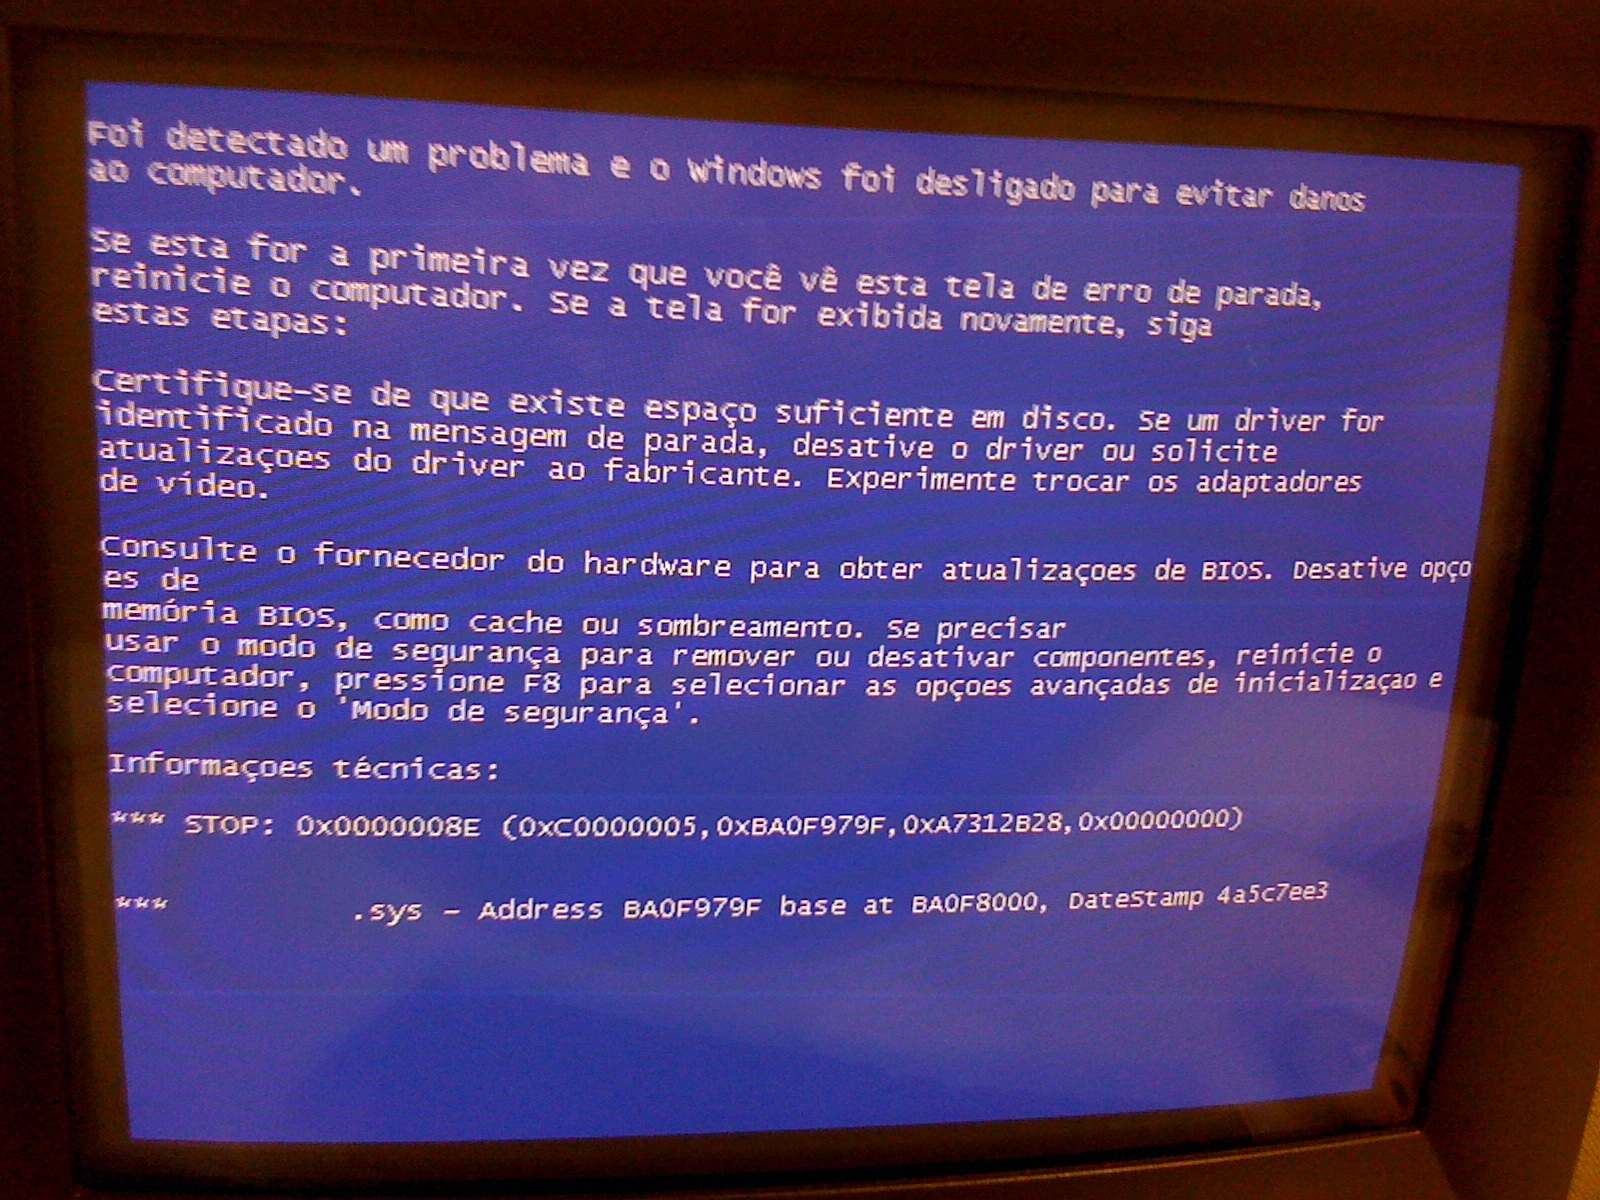 Foi detectado um problema e o windows foi desligado para evitar danos
ao computador.
Se esta for a primeira vez que você vê esta tela de erro de parada,
reinicie o computador. Se a tela for exibida novamente, siga
estas etapas:
Certifique-se de que existe espaço suficiente em disco. Se um driver for
identificado na mensagem de parada, desative o driver ou solicite
atualizaçoes do driver ao fabricante. Experimente trocar os adaptadores
de vídeo.
Consulte o fornecedor do hardware para obter atualizaçoes de BIOS. Desative opço
es de
memória BIOS, como cache ou sombreamento. Se precisar
usar o modo de segurança para remover ou desativar componentes, reinicie o
computador, pressione F8 para selecionar as opçoes avançadas de inicializaçao e
selecione o 'Modo de segurança'.
Informaçoes técnicas:
*** STOP: 0x0000008E (0xC0000005,0xBA0F979F,0xA7312B28,0x00000000)
*** .sys - Address BA0F979F base at BA0F8000, DateStamp 4a5c7ee3